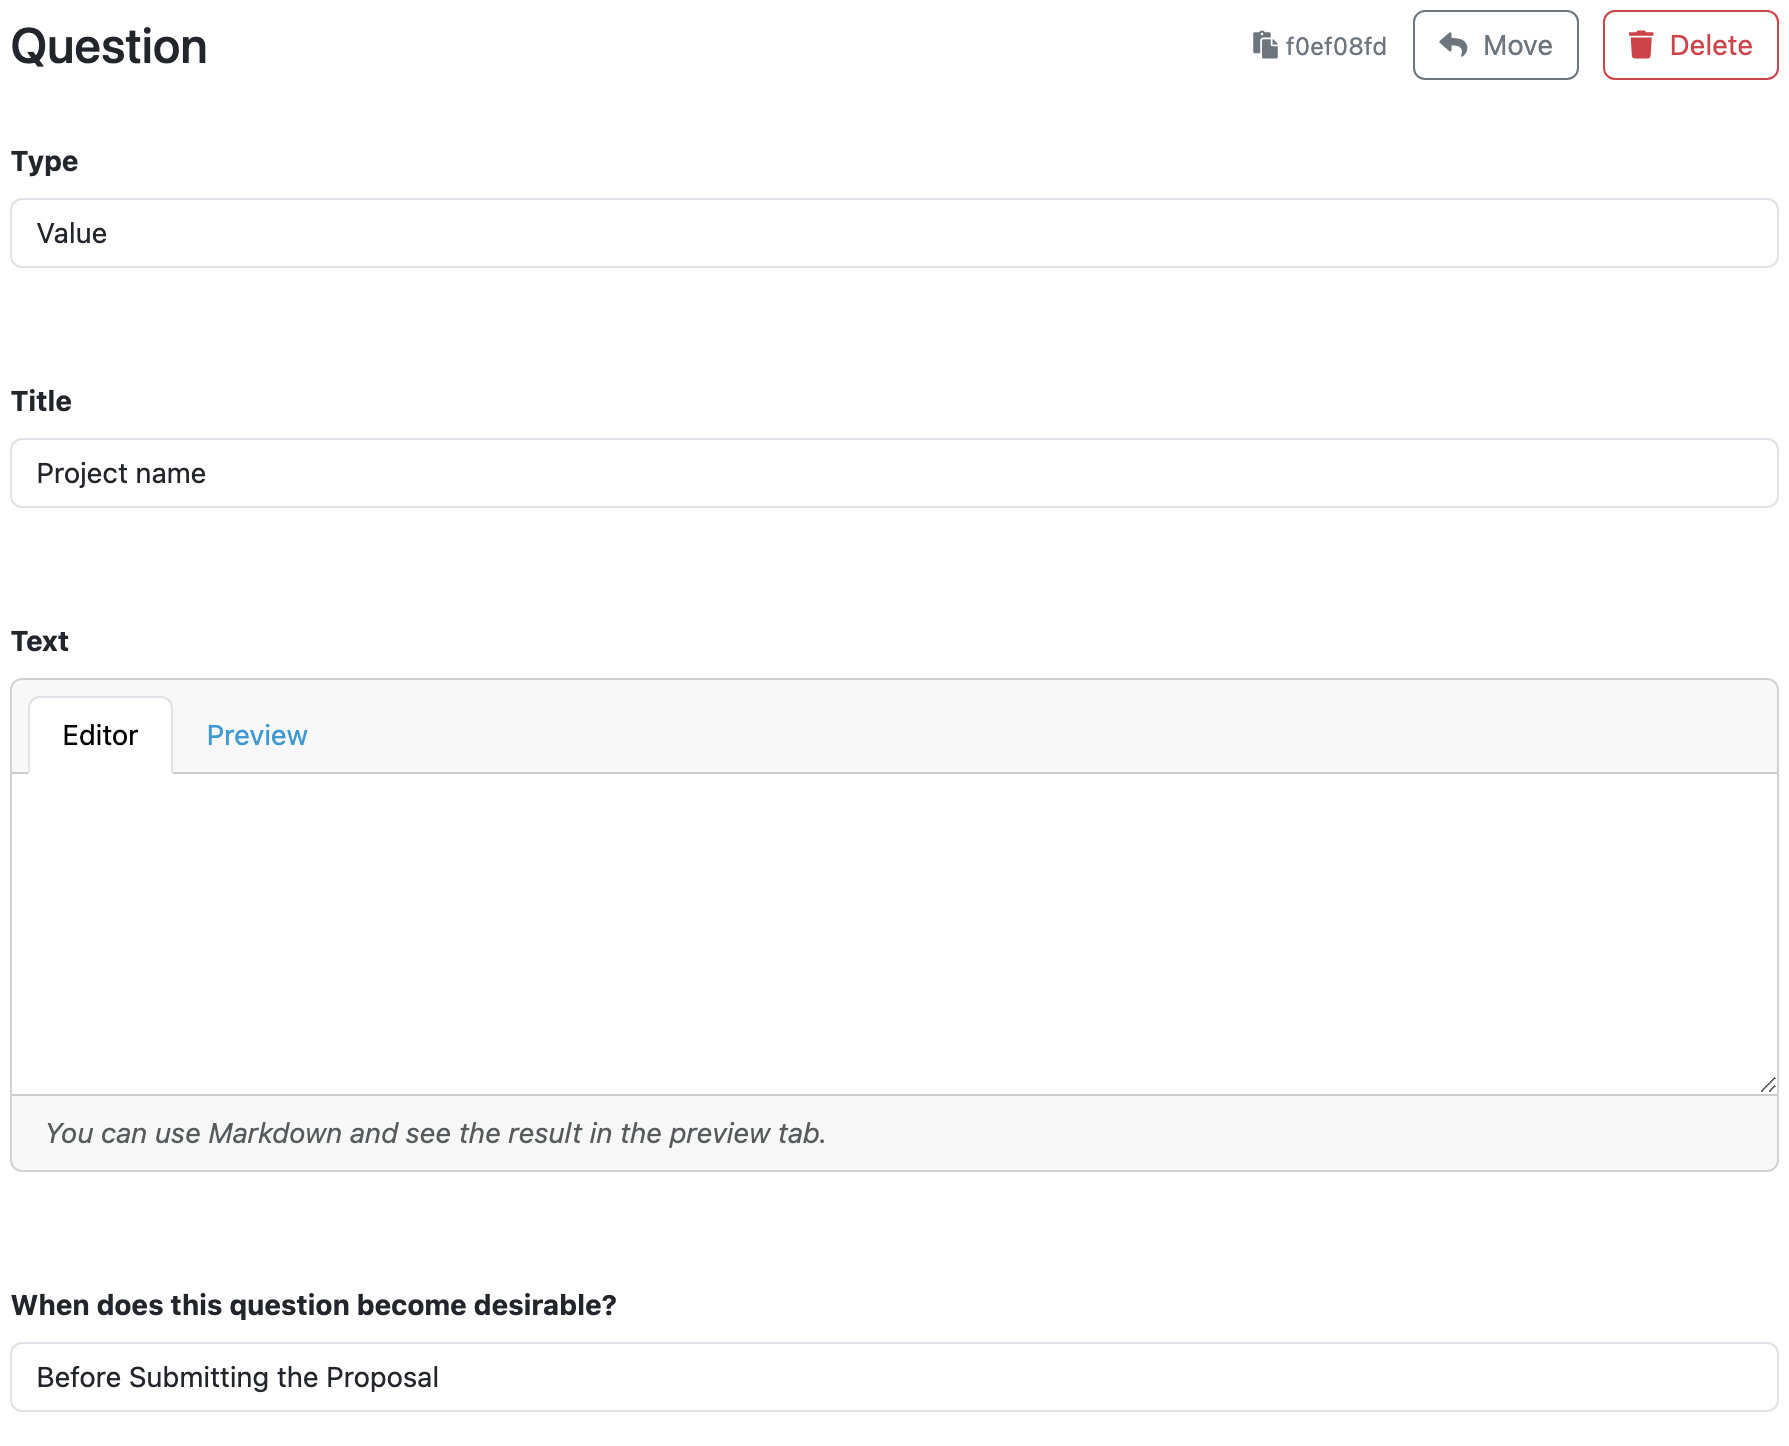 Question
f0ef08fd
Move
Delete
Type
Value
Title
Project name
Text
Editor
Preview
You can use Markdown and see the result in the preview tab.
When does this question become desirable?
Before Submitting the Proposal